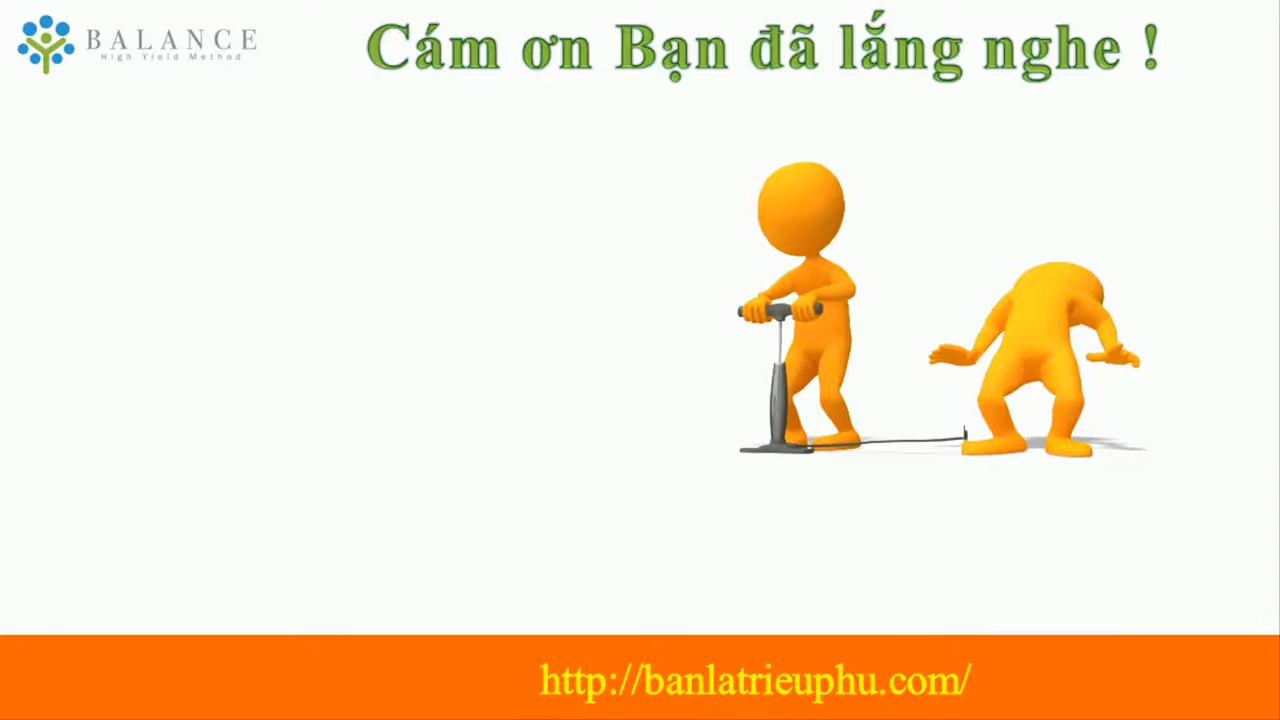 BALANCE
High Yield Method
Cám ơn Bạn đã lắng nghe !
http://banlatrieuphu.com/